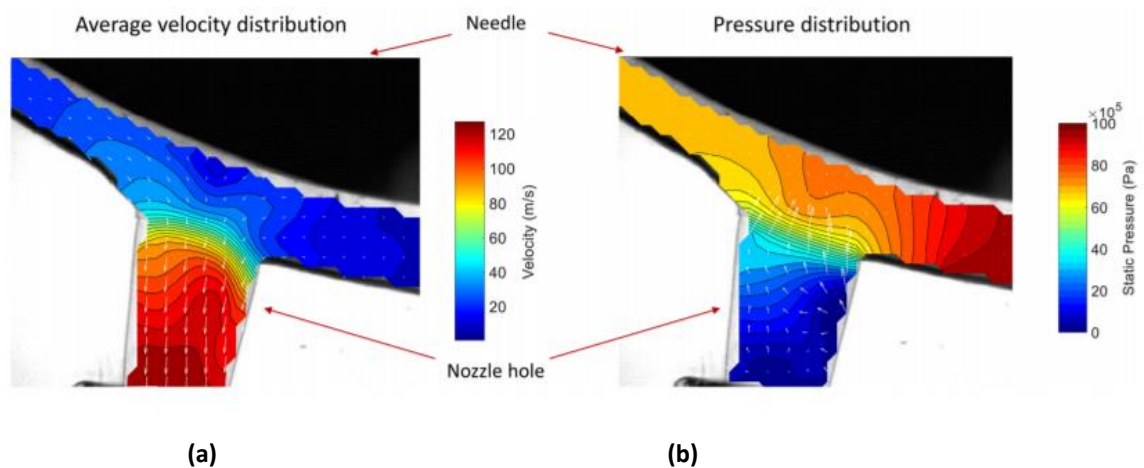 Average velocity distribution
Needle
Pressure distribution
120
100
80
60
40
20
Velocity (m/s)
×10⁵
100
80
60
40
20
0
Static Pressure (Pa)
Nozzle hole
(a)
(b)